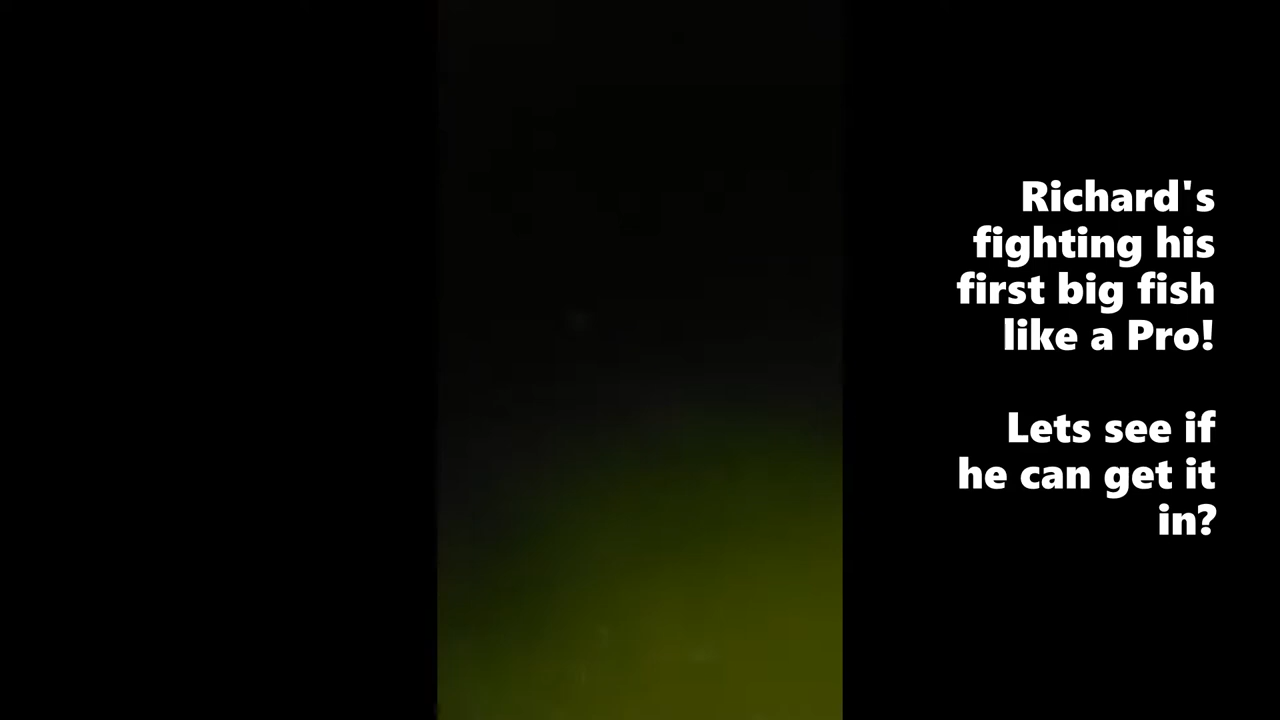 Richard's
fighting his
first big fish
like a Pro!
Lets see if
he can get it
in?